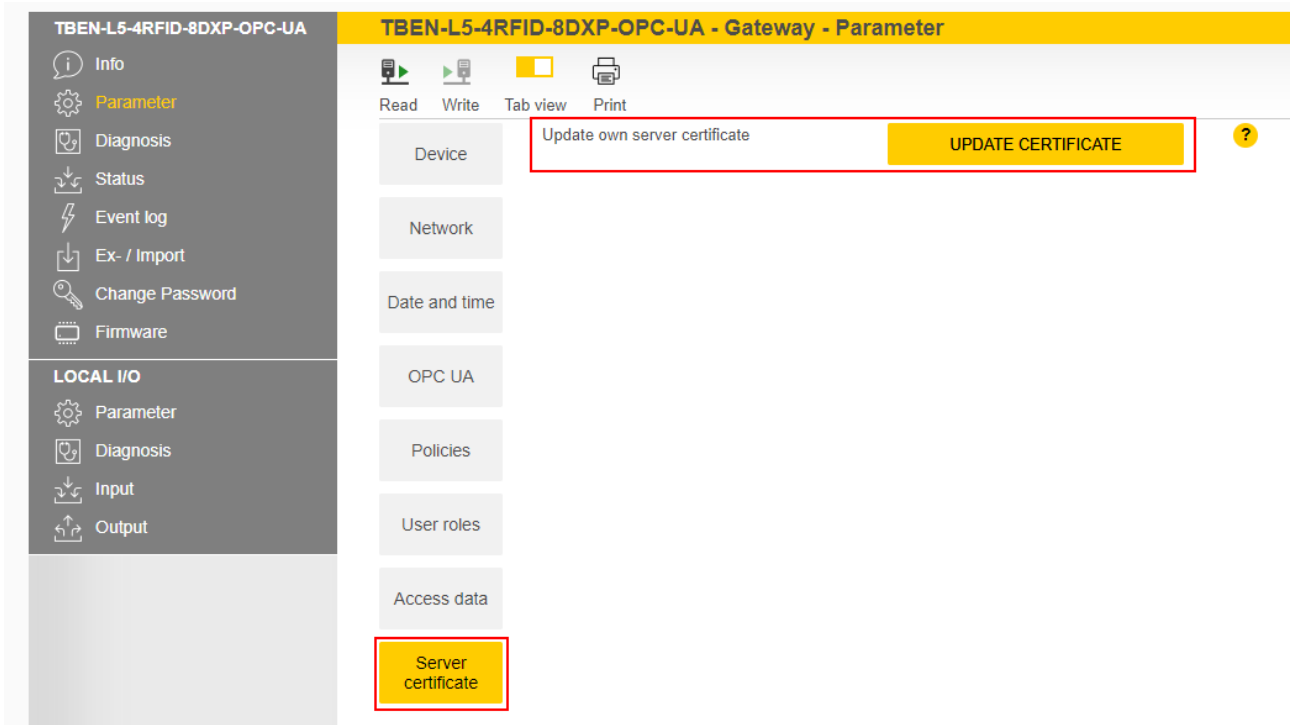 TBEN-L5-4RFID-8DXP-OPC-UA
Info
Parameter
Diagnosis
Status
Event log
Ex- / Import
Change Password
Firmware
LOCAL I/O
Parameter
Diagnosis
Input
Output
TBEN-L5-4RFID-8DXP-OPC-UA - Gateway - Parameter
Read Write Tab view Print
Device
Network
Date and time
OPC UA
Policies
User roles
Access data
Server
certificate
Update own server certificate
UPDATE CERTIFICATE
?